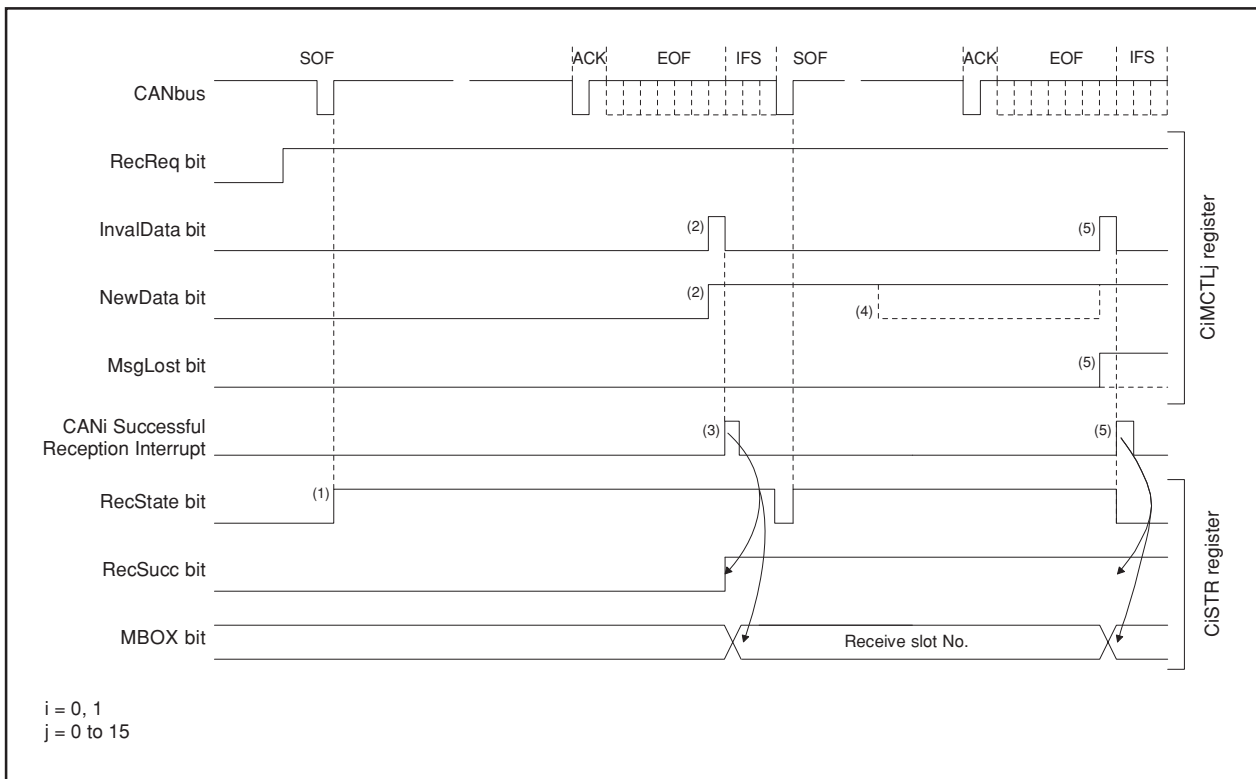 SOF ACK EOF IFS SOF ACK EOF IFS
CANbus
RecReq bit
InvalData bit (2) (5)
NewData bit (2) (4)
MsgLost bit (5)
CANi Successful
Reception Interrupt (3) (5)
RecState bit (1)
RecSucc bit
MBOX bit Receive slot No.
CiMCTLj register
CiSTR register
i = 0, 1
j = 0 to 15